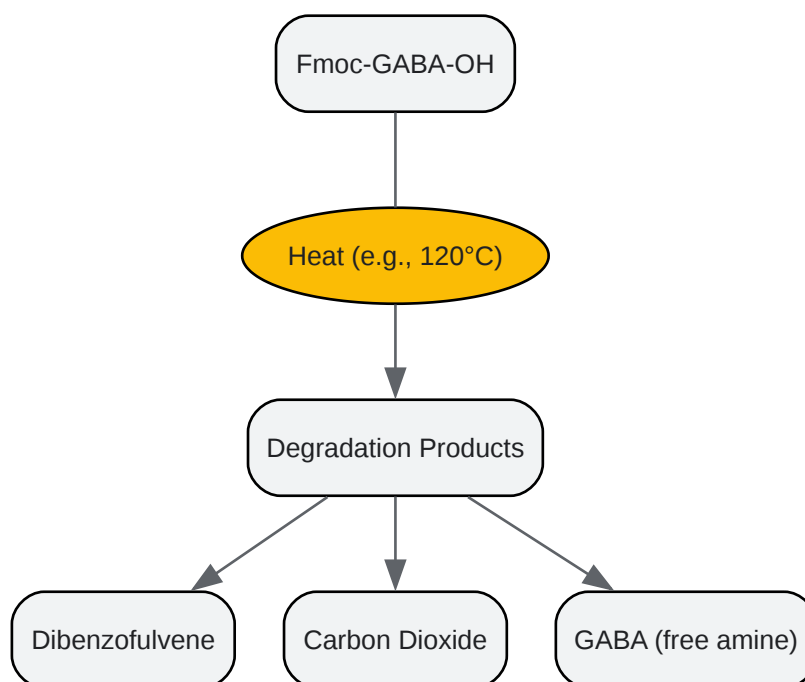 Fmoc-GABA-OH
Heat (e.g., 120°C)
Degradation Products
Dibenzofulvene
Carbon Dioxide
GABA (free amine)